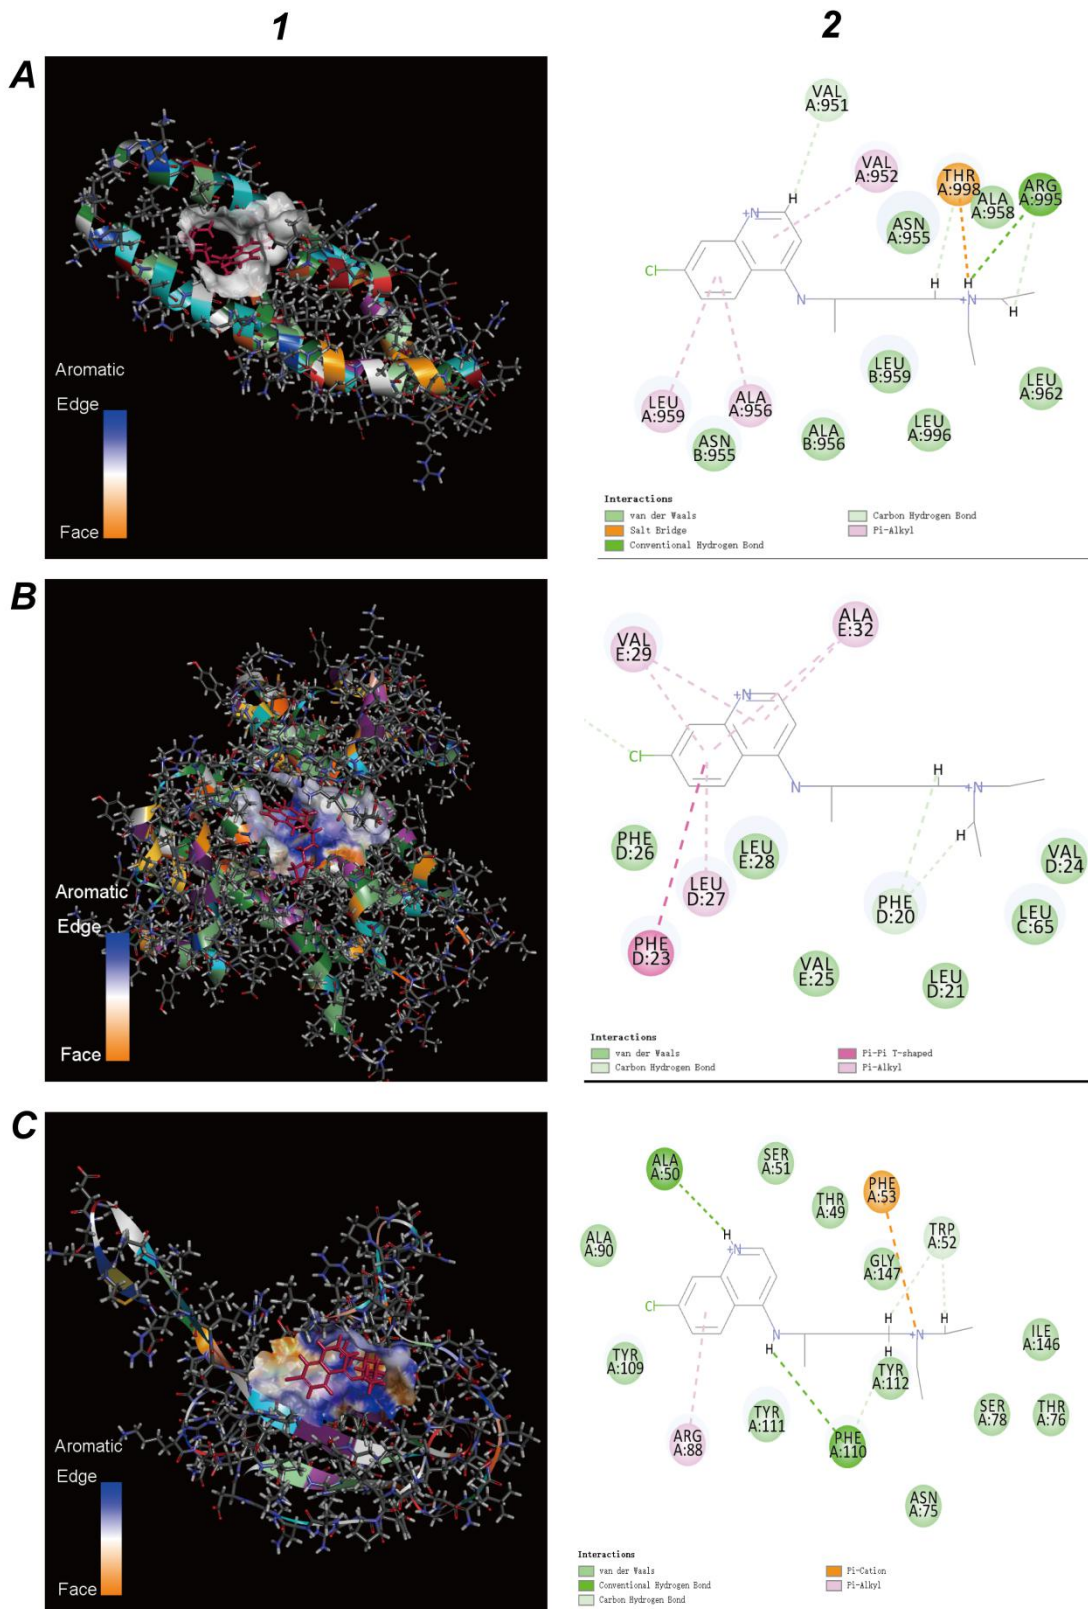 1
2
A
Aromatic
Edge
Face
VAL
A:951
VAL
A:952
THR
A:998
ALA
A:958
ARG
A:995
ASN
A:955
+N
H
Cl
N
H
H
+N
H
LEU
B:959
LEU
A:962
LEU
A:959
ALA
A:956
ASN
B:955
ALA
B:956
LEU
A:996
Interactions
van der Waals
Salt Bridge
Conventional Hydrogen Bond
Carbon Hydrogen Bond
Pi-Alkyl
B
Aromatic
Edge
Face
VAL
E:29
ALA
E:32
+N
Cl
N
H
+N
H
PHE
D:26
LEU
E:28
LEU
D:27
PHE
D:20
VAL
D:24
LEU
C:65
PHE
D:23
VAL
E:25
LEU
D:21
Interactions
van der Waals
Carbon Hydrogen Bond
Pi-Pi T-shaped
Pi-Alkyl
C
Aromatic
Edge
Face
ALA
A:50
SER
A:51
THR
A:49
PHE
A:53
TRP
A:52
ALA
A:90
GLY
A:147
H
+N
Cl
N
H
H
H
+N
H
TYR
A:109
TYR
A:112
ILE
A:146
TYR
A:111
SER
A:78
THR
A:76
ARG
A:88
PHE
A:110
ASN
A:75
Interactions
van der Waals
Conventional Hydrogen Bond
Carbon Hydrogen Bond
Pi-Cation
Pi-Alkyl